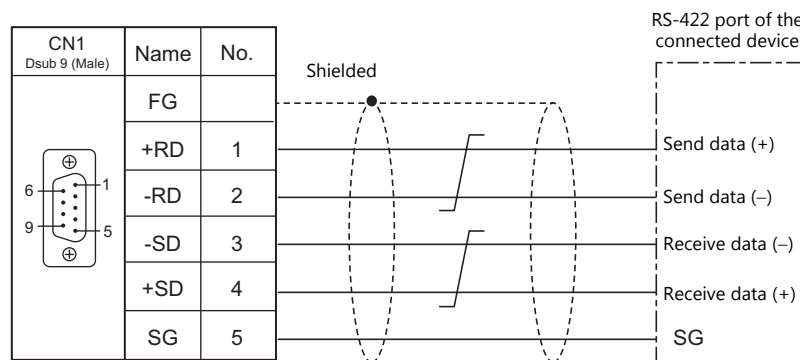 RS-422 port of the
connected device
CN1
Dsub 9 (Male)
Name
No.
Shielded
FG
+RD
1
Send data (+)
6
1
-RD
2
Send data (−)
9
5
-SD
3
Receive data (−)
+SD
4
Receive data (+)
SG
5
SG